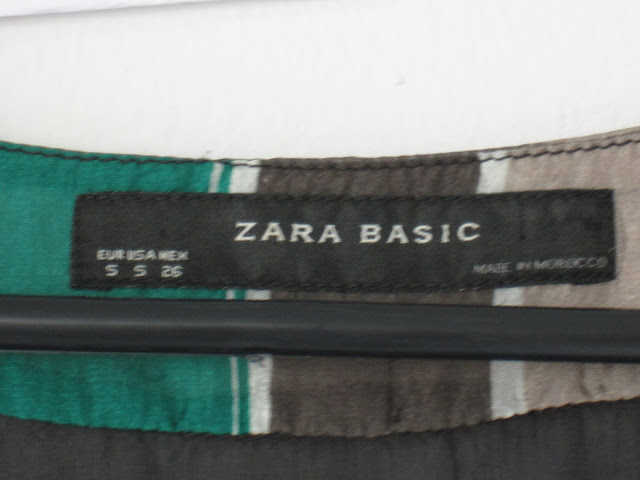 ZARA BASIC
EUR USA MEX
S S 26
MADE IN MOROCCO